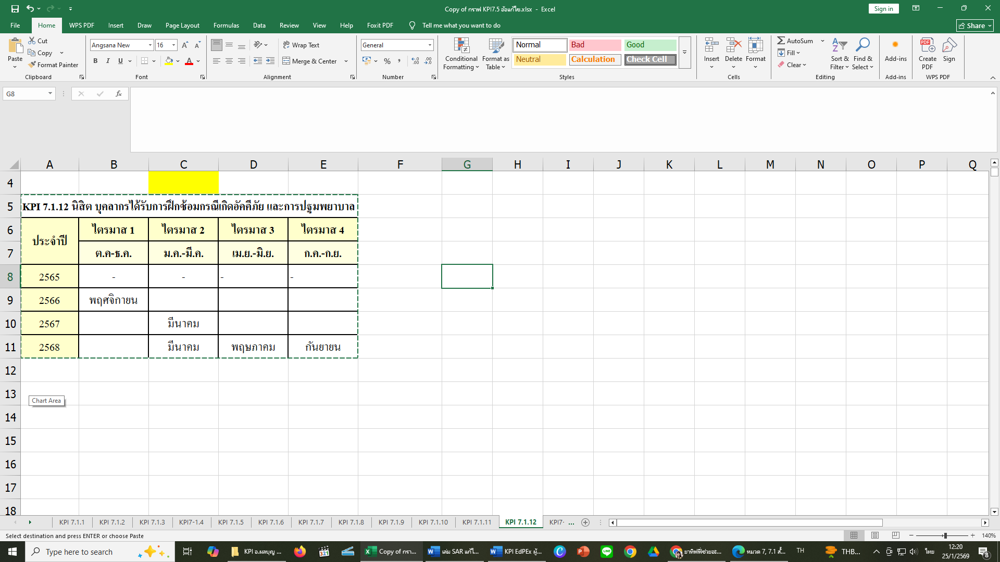 Copy of กราฟ KPI7.5 อ้อแก้ไข.xlsx - Excel
Sign in
File Home WPS PDF Insert Draw Page Layout Formulas Data Review View Help Foxit PDF Tell me what you want to do Share
Paste Cut Copy Format Painter Clipboard
Angsana New 16 B I U Font
Wrap Text Merge & Center Alignment
General % Number
Conditional Formatting Format as Table Normal Bad Good Neutral Calculation Check Cell Styles
Insert Delete Format Cells
AutoSum Fill Clear Sort & Filter Find & Select Editing
Add-ins Add-ins
Create PDF Sign WPS PDF
G8 fx
A B C D E F G H I J K L M N O P Q
4
5 KPI 7.1.12 นิสิต บุคลากรได้รับการฝึกซ้อมกรณีเกิดอัคคีภัย และการปฐมพยาบาล
6 ประจำปี ไตรมาส 1 ไตรมาส 2 ไตรมาส 3 ไตรมาส 4
7 ต.ค-ธ.ค. ม.ค.-มี.ค. เม.ย.-มิ.ย. ก.ค.-ก.ย.
8 2565 - - - -
9 2566 พฤศจิกายน
10 2567 มีนาคม
11 2568 มีนาคม พฤษภาคม กันยายน
12
13
Chart Area
14
15
16
17
18
KPI 7.1.1 KPI 7.1.2 KPI 7.1.3 KPI7-1.4 KPI 7.1.5 KPI 7.1.6 KPI 7.1.7 KPI 7.1.8 KPI 7.1.9 KPI 7.1.10 KPI 7.1.11 KPI 7.1.12 KPI7- ...
Select destination and press ENTER or choose Paste 140%
Type here to search KPI อ.ผลบุญ ... Copy of กรา... เล่ม SAR แก้ไ... KPI EdPEx ผู้... ยาทิฟฟี่ช่วยจะ... หมวด 7, 7.1 สั้... TH THB... ไทย 12:20
25/1/2569 8